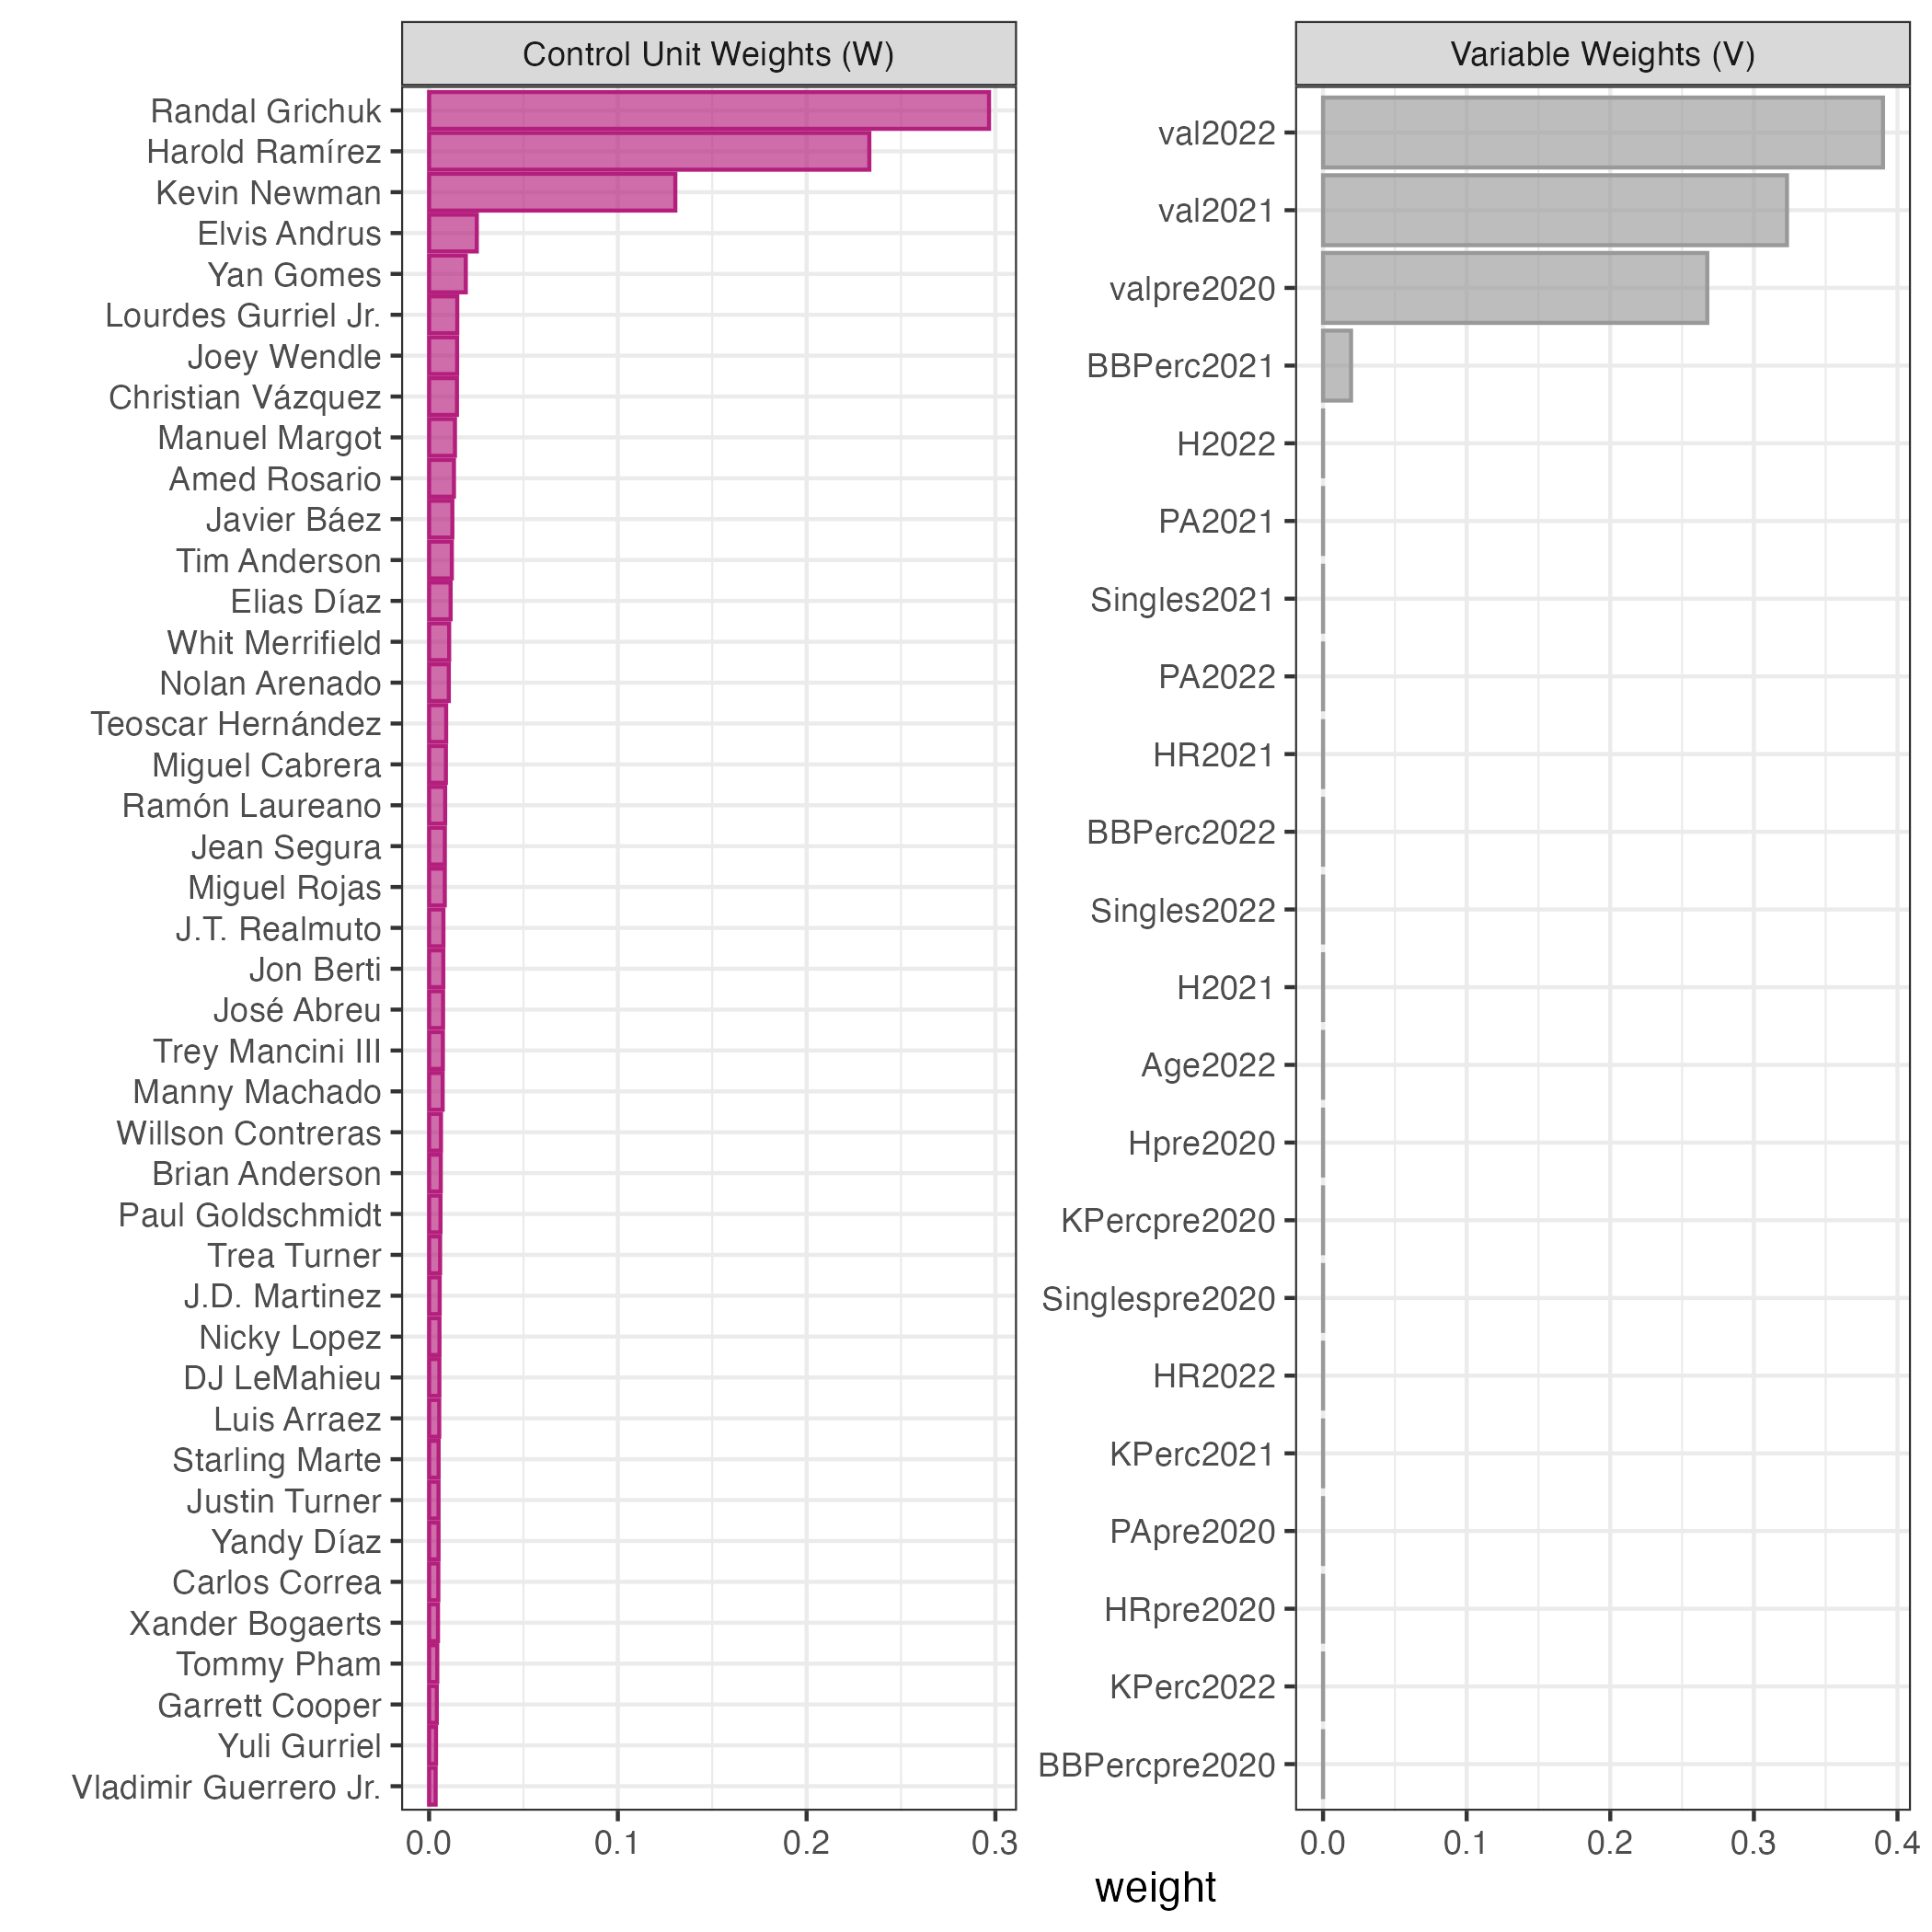 Control Unit Weights (W)
Randal Grichuk
Harold Ramírez
Kevin Newman
Elvis Andrus
Yan Gomes
Lourdes Gurriel Jr.
Joey Wendle
Christian Vázquez
Manuel Margot
Amed Rosario
Javier Báez
Tim Anderson
Elias Díaz
Whit Merrifield
Nolan Arenado
Teoscar Hernández
Miguel Cabrera
Ramón Laureano
Jean Segura
Miguel Rojas
J.T. Realmuto
Jon Berti
José Abreu
Trey Mancini III
Manny Machado
Willson Contreras
Brian Anderson
Paul Goldschmidt
Trea Turner
J.D. Martinez
Nicky Lopez
DJ LeMahieu
Luis Arraez
Starling Marte
Justin Turner
Yandy Díaz
Carlos Correa
Xander Bogaerts
Tommy Pham
Garrett Cooper
Yuli Gurriel
Vladimir Guerrero Jr.
0.0 0.1 0.2 0.3
Variable Weights (V)
val2022
val2021
valpre2020
BBPerc2021
H2022
PA2021
Singles2021
PA2022
HR2021
BBPerc2022
Singles2022
H2021
Age2022
Hpre2020
KPercpre2020
Singlespre2020
HR2022
KPerc2021
PApre2020
HRpre2020
KPerc2022
BBPercpre2020
0.0 0.1 0.2 0.3 0.4
weight